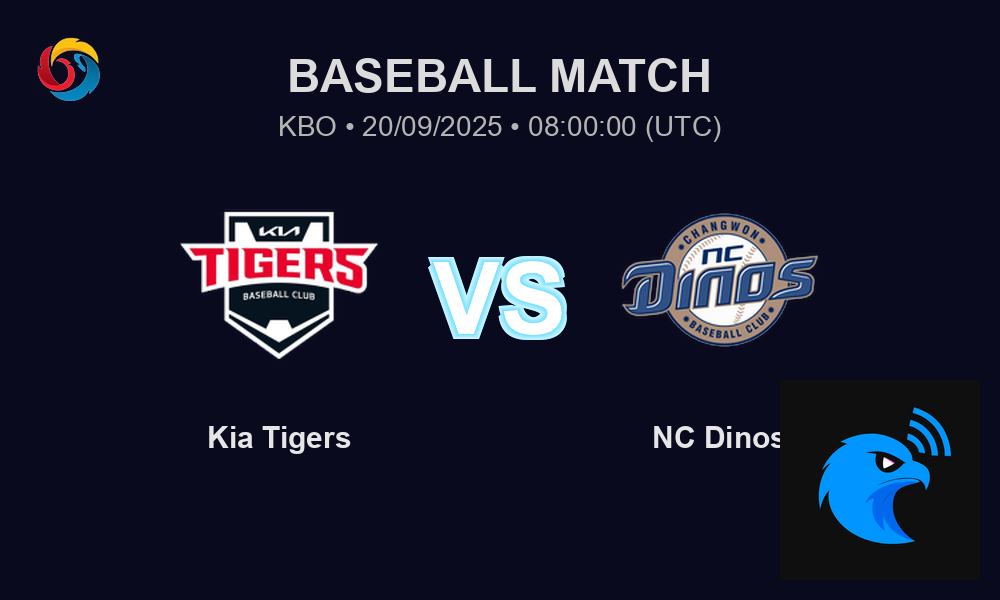 BASEBALL MATCH
KBO • 20/09/2025 • 08:00:00 (UTC)
KIA
TIGERS
BASEBALL CLUB
VS
CHANGWON
NC
DINOS
BASEBALL CLUB
Kia Tigers
NC Dinos